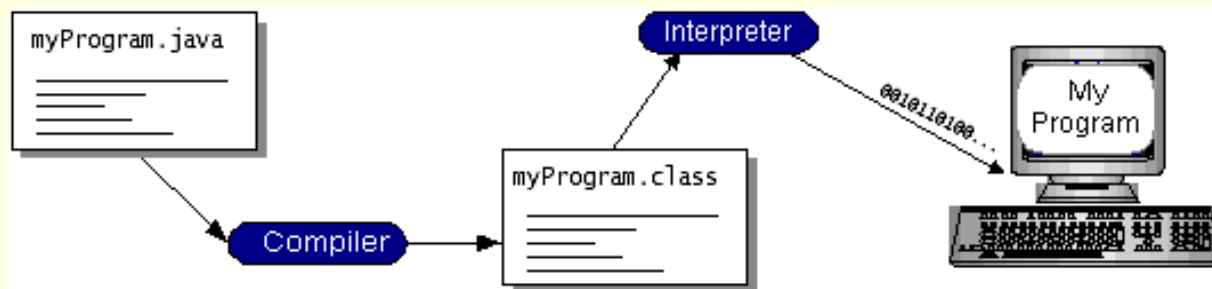 myProgram.java
Compiler
myProgram.class
Interpreter
0010110100...
My
Program